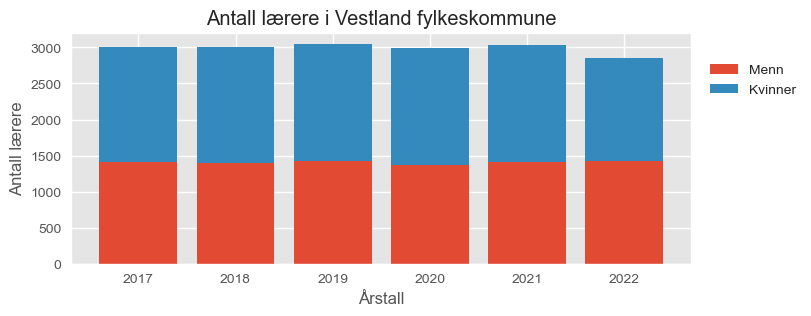 Antall lærere i Vestland fylkeskommune
Antall lærere
3000
2500
2000
1500
1000
500
0
2017 2018 2019 2020 2021 2022
Årstall
Menn
Kvinner